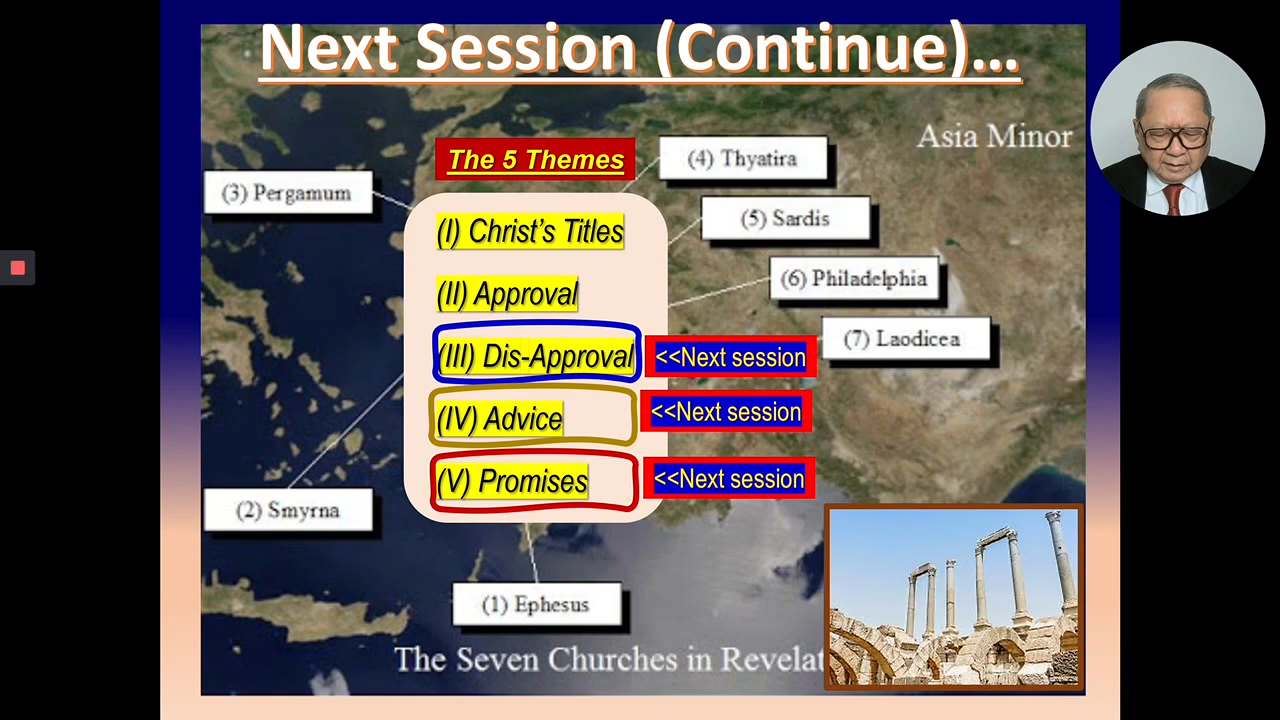 Next Session (Continue)...
Asia Minor
The 5 Themes
(4) Thyatira
(3) Pergamum
(5) Sardis
(I) Christ's Titles
(6) Philadelphia
(II) Approval
(7) Laodicea
(III) Dis-Approval
<<Next session
(IV) Advice
<<Next session
(V) Promises
<<Next session
(2) Smyrna
(1) Ephesus
The Seven Churches in Revelat